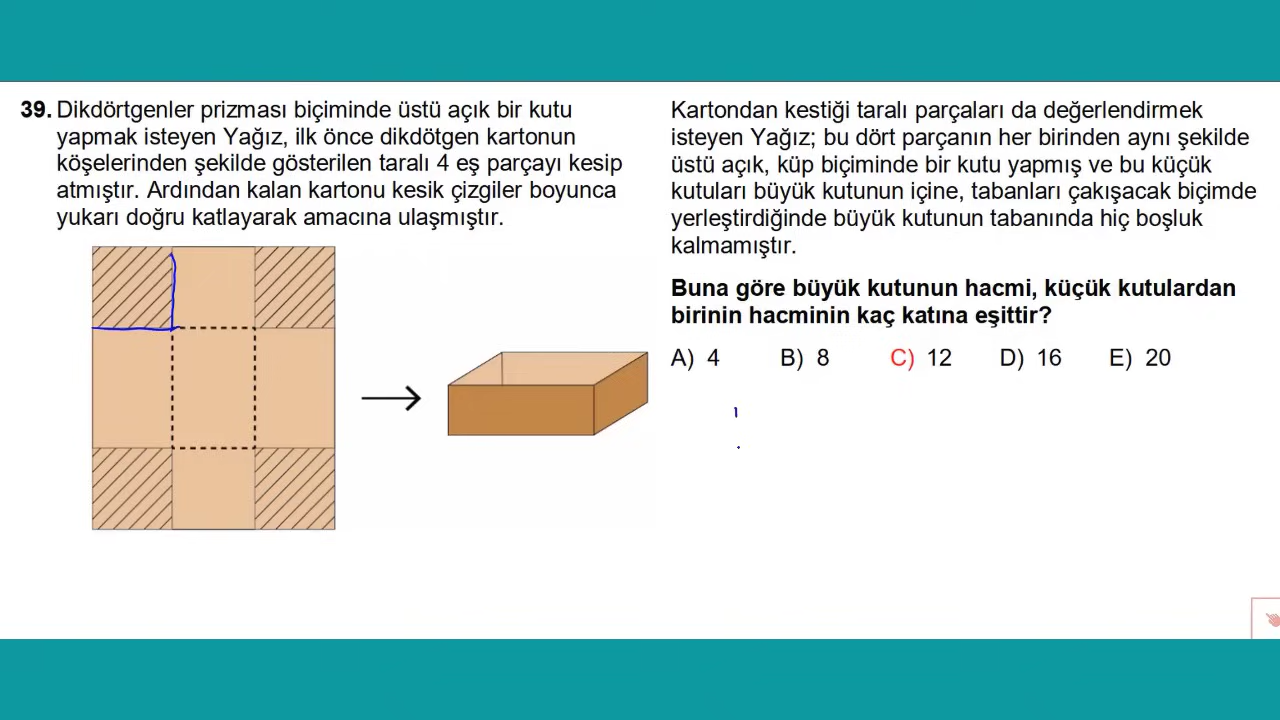 39. Dikdörtgenler prizması biçiminde üstü açık bir kutu
yapmak isteyen Yağız, ilk önce dikdötgen kartonun
köşelerinden şekilde gösterilen taralı 4 eş parçayı kesip
atmıştır. Ardından kalan kartonu kesik çizgiler boyunca
yukarı doğru katlayarak amacına ulaşmıştır.
Kartondan kestiği taralı parçaları da değerlendirmek
isteyen Yağız; bu dört parçanın her birinden aynı şekilde
üstü açık, küp biçiminde bir kutu yapmış ve bu küçük
kutuları büyük kutunun içine, tabanları çakışacak biçimde
yerleştirdiğinde büyük kutunun tabanında hiç boşluk
kalmamıştır.
Buna göre büyük kutunun hacmi, küçük kutulardan
birinin hacminin kaç katına eşittir?
A) 4 B) 8 C) 12 D) 16 E) 20